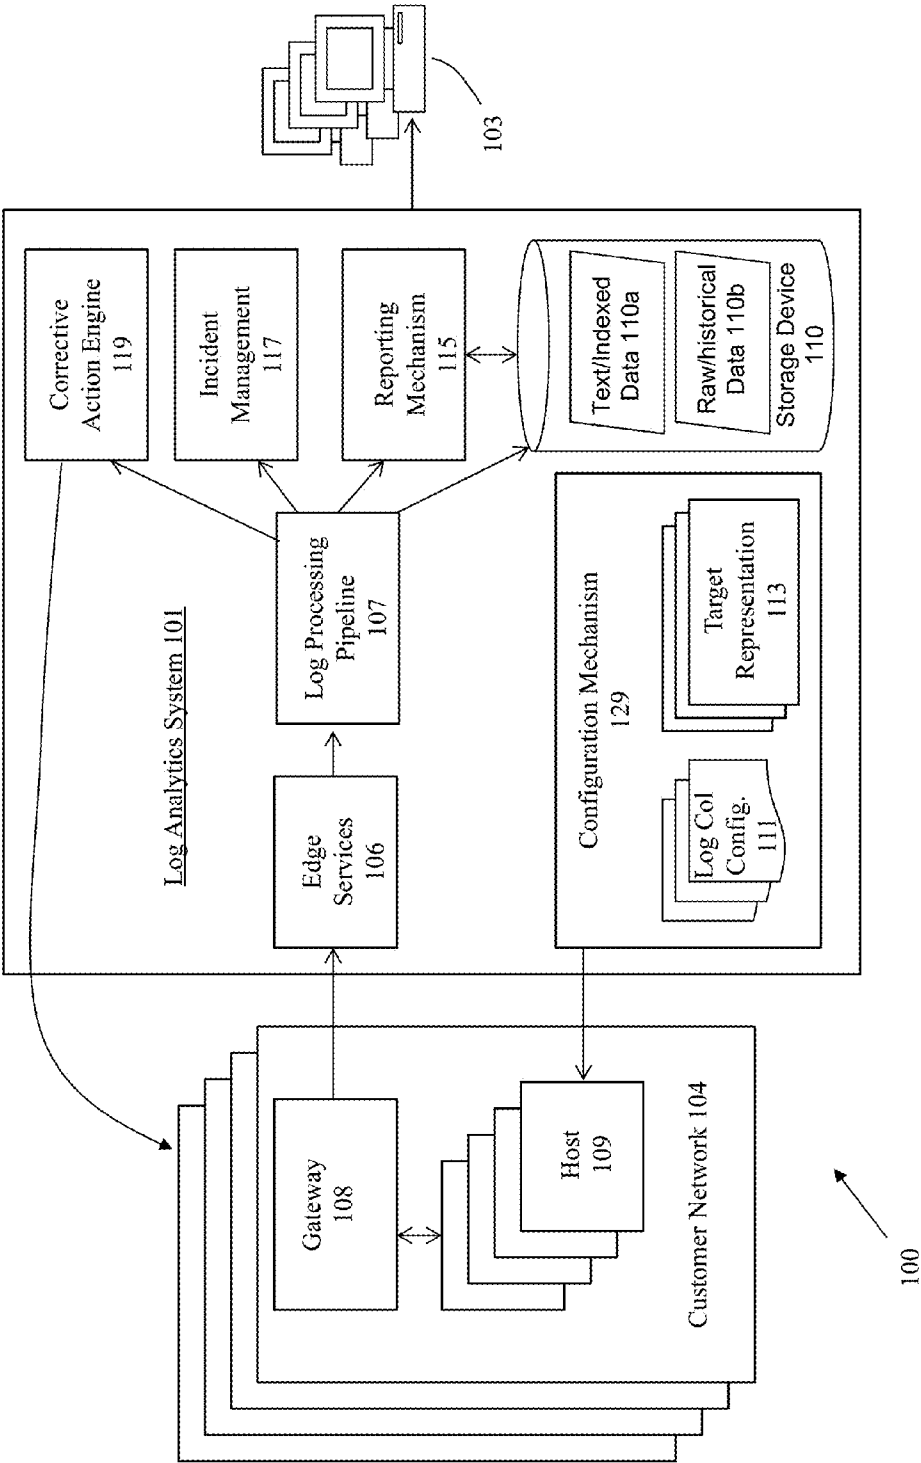 Log Analytics System 101
Corrective
Action Engine
119
Incident
Management
117
Reporting
Mechanism
115
103
Log Processing
Pipeline
107
Edge
Services
106
Text/Indexed
Data 110a
Raw/historical
Data 110b
Storage Device
110
Gateway
108
Host
109
Customer Network 104
Configuration Mechanism
129
Log Col
Config.
111
Target
Representation
113
100